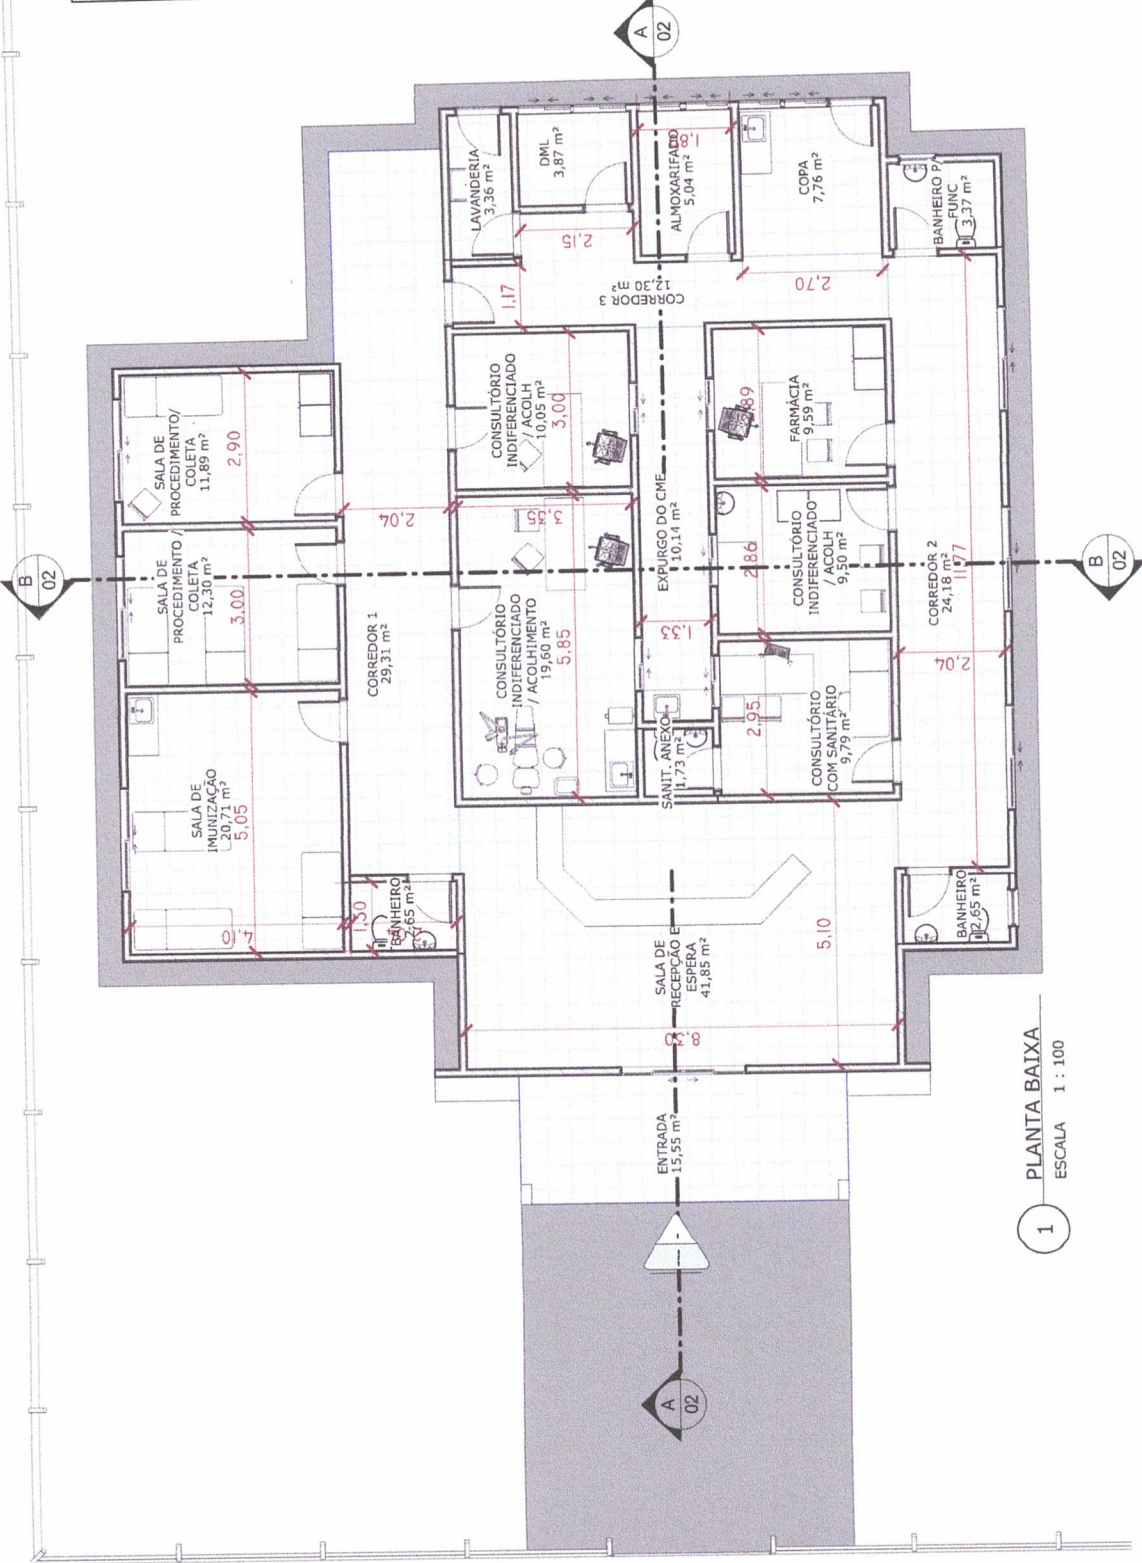 B
02
A
02
SALA DE
IMUNIZAÇÃO
20,71 m²
5,05
4,10
SALA DE
PROCEDIMENTO /
COLETA
12,30 m²
3,00
SALA DE
PROCEDIMENTO/
COLETA
11,89 m²
2,90
BANHEIRO
2,65 m²
1,50
CORREDOR 1
29,31 m²
2,04
CONSULTÓRIO
INDIFERENCIADO
/ ACOLHIMENTO
19,60 m²
5,85
3,35
CONSULTÓRIO
INDIFERENCIADO
/ ACOLH
10,05 m²
3,00
1,17
LAVANDERIA
3,36 m²
DML
3,87 m²
2,15
ALMOXARIFADO
5,04 m²
COPA
7,76 m²
2,70
CORREDOR 3
12,30 m²
BANHEIRO P/
FUNC
3,37 m²
EXPURGO DO CME
10,14 m²
1,33
SANIT. ANEXO
1,73 m²
CONSULTÓRIO
COM SANITÁRIO
9,79 m²
2,95
CONSULTÓRIO
INDIFERENCIADO
/ ACOLH
9,50 m²
2,86
FARMÁCIA
9,59 m²
CORREDOR 2
24,18 m²
11,77
2,04
BANHEIRO
2,65 m²
SALA DE
RECEPÇÃO E
ESPERA
41,85 m²
8,30
5,10
ENTRADA
15,55 m²
A
02
B
02
1
PLANTA BAIXA
ESCALA 1 : 100